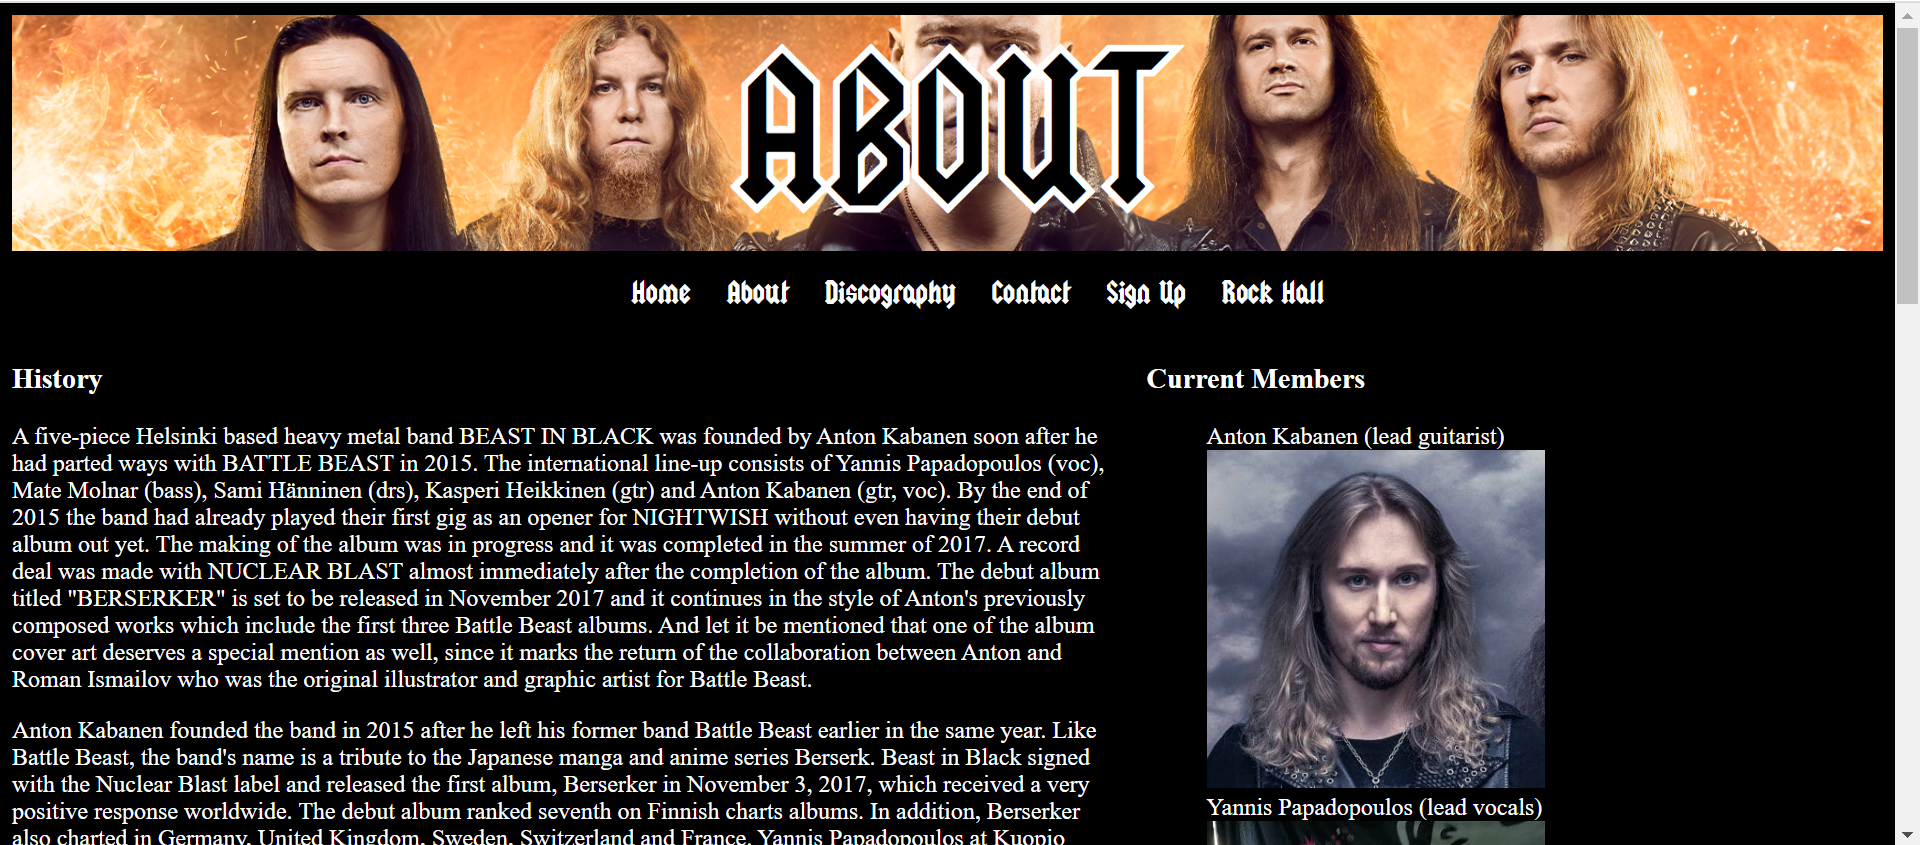 ABOUT
Home About Discography Contact Sign Up Rock Hall
History
A five-piece Helsinki based heavy metal band BEAST IN BLACK was founded by Anton Kabanen soon after he
had parted ways with BATTLE BEAST in 2015. The international line-up consists of Yannis Papadopoulos (voc),
Mate Molnar (bass), Sami Hänninen (drs), Kasperi Heikkinen (gtr) and Anton Kabanen (gtr, voc). By the end of
2015 the band had already played their first gig as an opener for NIGHTWISH without even having their debut
album out yet. The making of the album was in progress and it was completed in the summer of 2017. A record
deal was made with NUCLEAR BLAST almost immediately after the completion of the album. The debut album
titled "BERSERKER" is set to be released in November 2017 and it continues in the style of Anton's previously
composed works which include the first three Battle Beast albums. And let it be mentioned that one of the album
cover art deserves a special mention as well, since it marks the return of the collaboration between Anton and
Roman Ismailov who was the original illustrator and graphic artist for Battle Beast.
Anton Kabanen founded the band in 2015 after he left his former band Battle Beast earlier in the same year. Like
Battle Beast, the band's name is a tribute to the Japanese manga and anime series Berserk. Beast in Black signed
with the Nuclear Blast label and released the first album, Berserker in November 3, 2017, which received a very
positive response worldwide. The debut album ranked seventh on Finnish charts albums. In addition, Berserker
also charted in Germany, United Kingdom, Sweden, Switzerland and France. Yannis Papadopoulos at Kuopio
Current Members
Anton Kabanen (lead guitarist)
Yannis Papadopoulos (lead vocals)